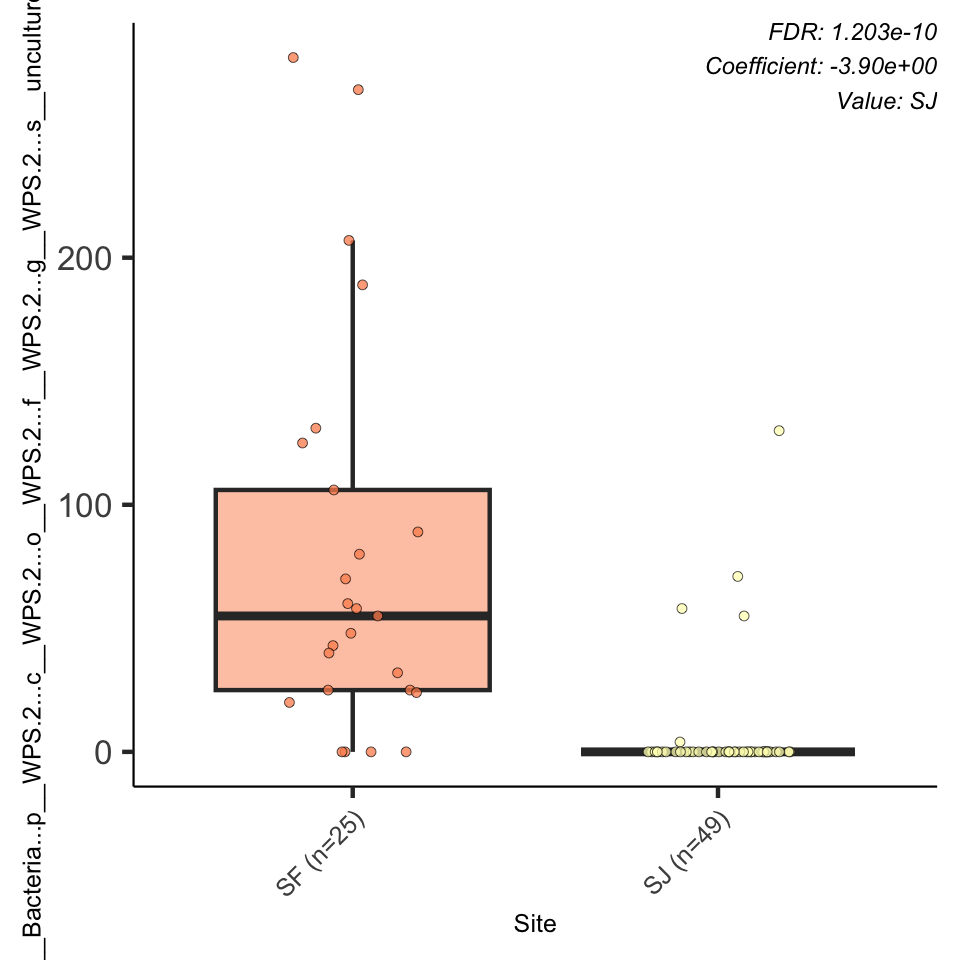 FDR: 1.203e-10
Coefficient: -3.90e+00
Value: SJ
__Bacteria...p__WPS.2...c__WPS.2...o__WPS.2...f__WPS.2...g__WPS.2...s__uncultur
200
100
0
SF (n=25)
SJ (n=49)
Site